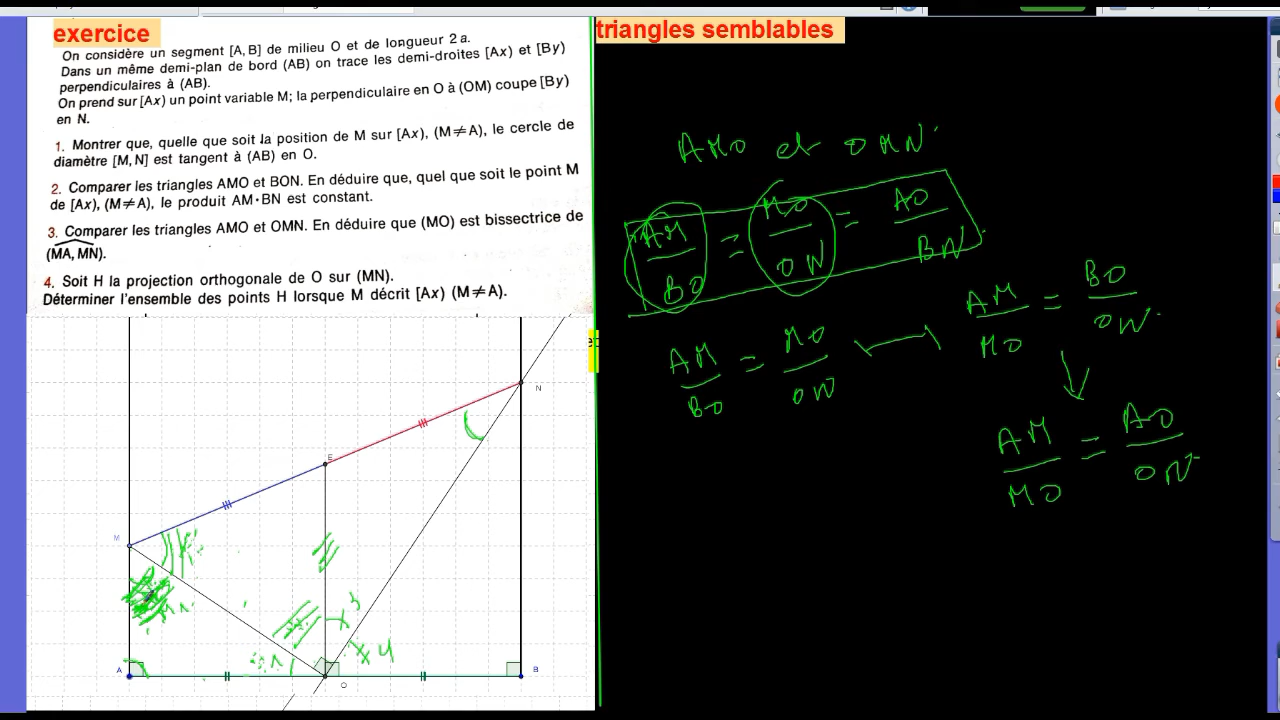 exercice
On considère un segment [A, B] de milieu O et de longueur 2 a.
Dans un même demi-plan de bord (AB) on trace les demi-droites [Ax) et [By)
perpendiculaires à (AB).
On prend sur [Ax) un point variable M; la perpendiculaire en O à (OM) coupe [By)
en N.
1. Montrer que, quelle que soit la position de M sur [Ax), (M≠A), le cercle de
diamètre [M, N] est tangent à (AB) en O.
2. Comparer les triangles AMO et BON. En déduire que, quel que soit le point M
de [Ax), (M≠A), le produit AM·BN est constant.
3. Comparer les triangles AMO et OMN. En déduire que (MO) est bissectrice de
(MA, MN).
4. Soit H la projection orthogonale de O sur (MN).
Déterminer l'ensemble des points H lorsque M décrit [Ax) (M≠A).
N
E
M
A
O
B
triangles semblables
AMO et OMN
AM/BO = MO/ON = AO/BN
AM/BO = MO/ON
AM/MO = BO/ON
AM/MO = AO/ON